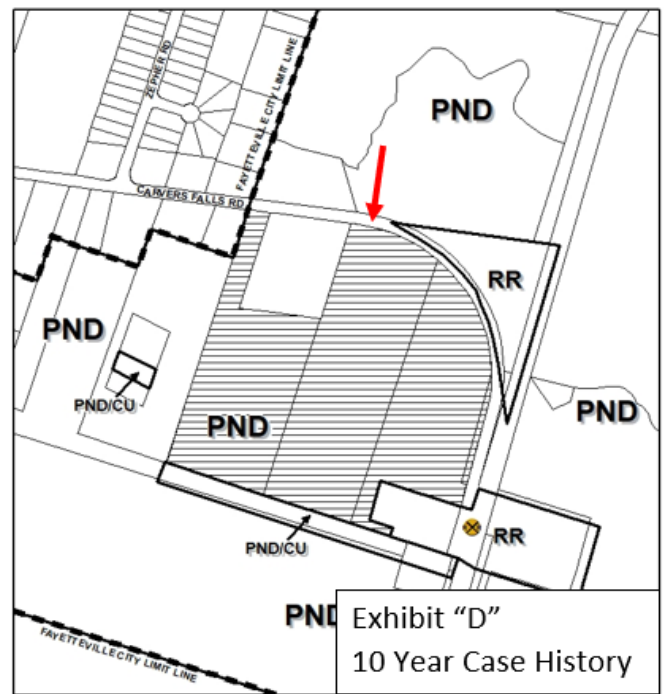 ZEPHER RD
FAYETTEVILLE CITY LIMIT LINE
PND
CARVERS FALLS RD
RR
PND
PND/CU
PND
PND
PND/CU
RR
PND
FAYETTEVILLE CITY LIMIT LINE
Exhibit “D”
10 Year Case History